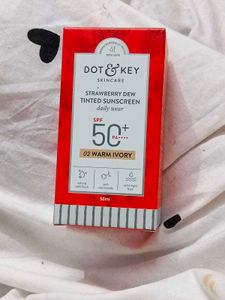 DOT & KEY
SKINCARE
STRAWBERRY DEW
TINTED SUNSCREEN
daily wear
SPF
50+
PA++++
02 WARM IVORY
50mL